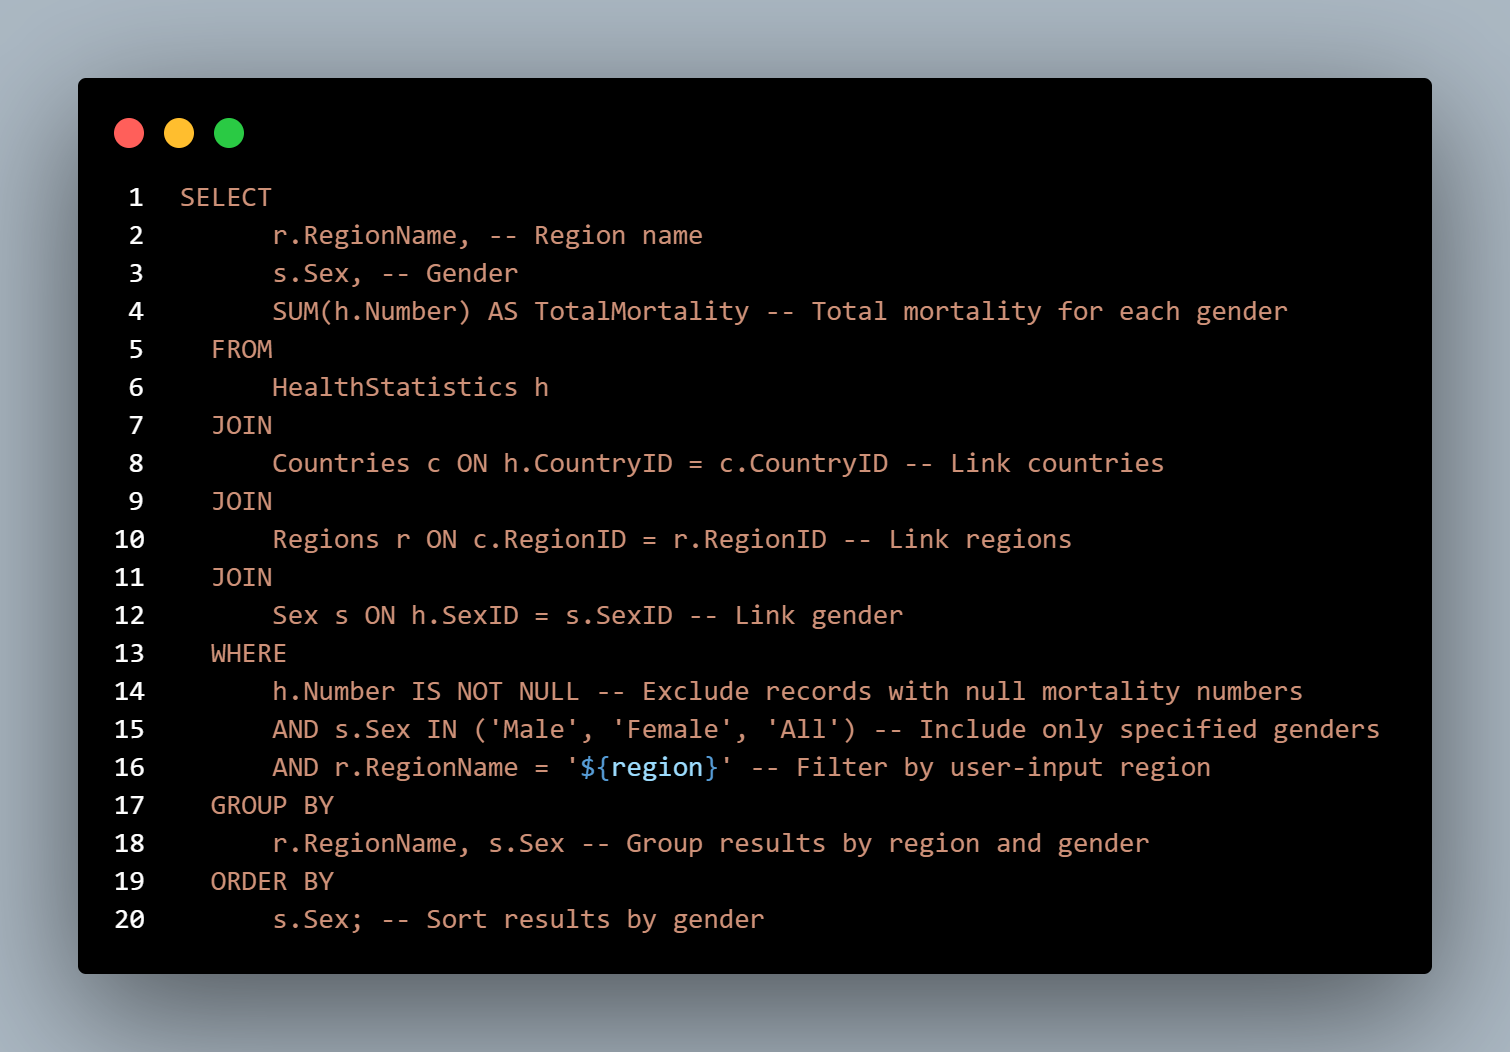 1 SELECT
2 r.RegionName, -- Region name
3 s.Sex, -- Gender
4 SUM(h.Number) AS TotalMortality -- Total mortality for each gender
5 FROM
6 HealthStatistics h
7 JOIN
8 Countries c ON h.CountryID = c.CountryID -- Link countries
9 JOIN
10 Regions r ON c.RegionID = r.RegionID -- Link regions
11 JOIN
12 Sex s ON h.SexID = s.SexID -- Link gender
13 WHERE
14 h.Number IS NOT NULL -- Exclude records with null mortality numbers
15 AND s.Sex IN ('Male', 'Female', 'All') -- Include only specified genders
16 AND r.RegionName = '${region}' -- Filter by user-input region
17 GROUP BY
18 r.RegionName, s.Sex -- Group results by region and gender
19 ORDER BY
20 s.Sex; -- Sort results by gender